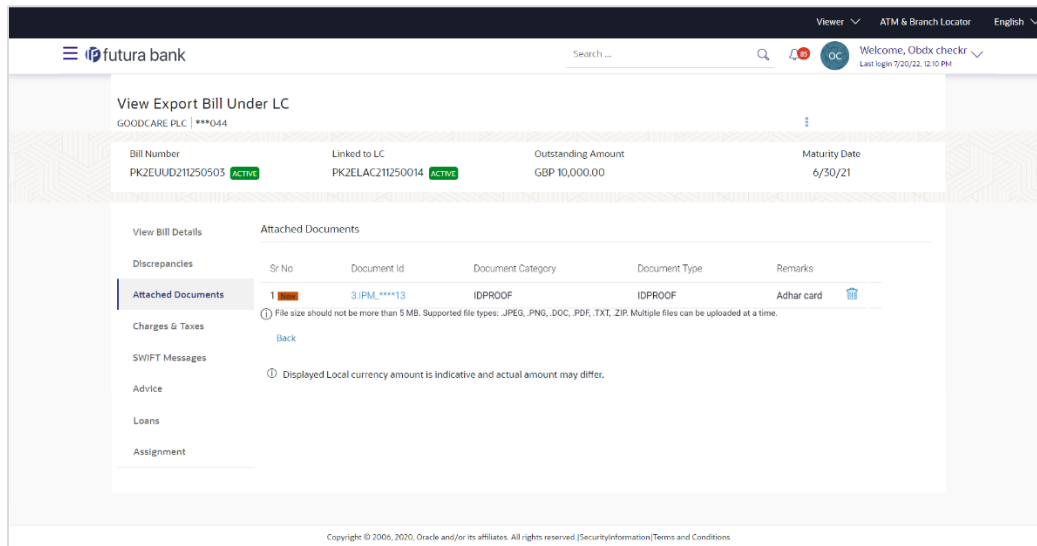 Viewer ATM & Branch Locator English
futura bank Search ... 85 OC Welcome, Obdx checkr
Last login 7/20/22, 12:10 PM
View Export Bill Under LC
GOODCARE PLC | ***044
Bill Number Linked to LC Outstanding Amount Maturity Date
PK2EUUD211250503 ACTIVE PK2ELAC211250014 ACTIVE GBP 10,000.00 6/30/21
View Bill Details
Discrepancies
Attached Documents
Charges & Taxes
SWIFT Messages
Advice
Loans
Assignment
Attached Documents
Sr No Document Id Document Category Document Type Remarks
1 New 3.IPM_****13 IDPROOF IDPROOF Adhar card
File size should not be more than 5 MB. Supported file types: .JPEG, .PNG, .DOC, .PDF, .TXT, .ZIP. Multiple files can be uploaded at a time.
Back
Displayed Local currency amount is indicative and actual amount may differ.
Copyright © 2006, 2020, Oracle and/or its affiliates. All rights reserved.|SecurityInformation|Terms and Conditions